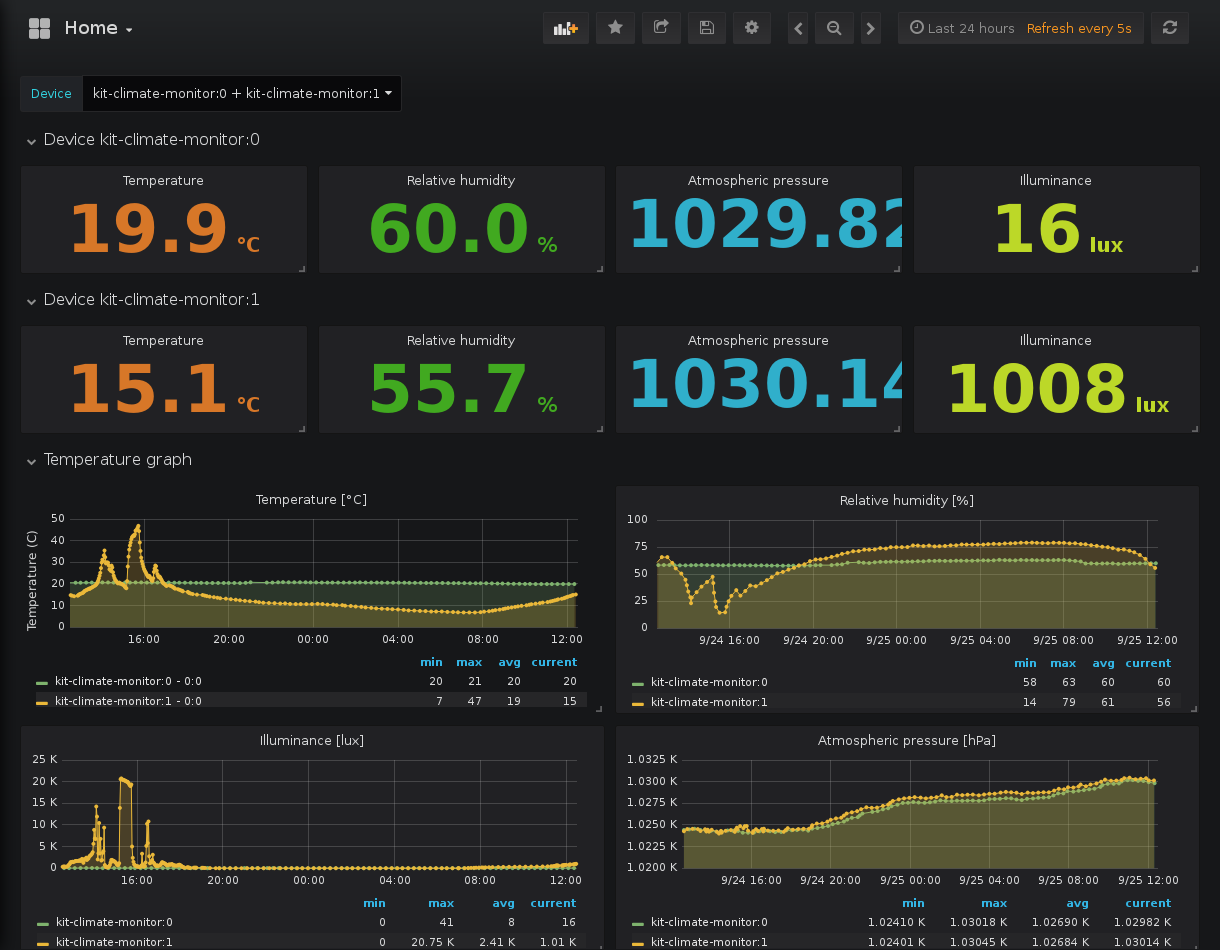 Home
Last 24 hours Refresh every 5s
Device kit-climate-monitor:0 + kit-climate-monitor:1
Device kit-climate-monitor:0
Temperature Relative humidity Atmospheric pressure Illuminance
19.9 °C 60.0 % 1029.82 16 lux
Device kit-climate-monitor:1
Temperature Relative humidity Atmospheric pressure Illuminance
15.1 °C 55.7 % 1030.14 1008 lux
Temperature graph
Temperature [°C]
Temperature (C)
50
40
30
20
10
0
16:00 20:00 00:00 04:00 08:00 12:00
min max avg current
kit-climate-monitor:0 - 0:0 20 21 20 20
kit-climate-monitor:1 - 0:0 7 47 19 15
Relative humidity [%]
100
75
50
25
0
9/24 16:00 9/24 20:00 9/25 00:00 9/25 04:00 9/25 08:00 9/25 12:00
min max avg current
kit-climate-monitor:0 58 63 60 60
kit-climate-monitor:1 14 79 61 56
Illuminance [lux]
25 K
20 K
15 K
10 K
5 K
0
16:00 20:00 00:00 04:00 08:00 12:00
min max avg current
kit-climate-monitor:0 0 41 8 16
kit-climate-monitor:1 0 20.75 K 2.41 K 1.01 K
Atmospheric pressure [hPa]
1.0325 K
1.0300 K
1.0275 K
1.0250 K
1.0225 K
1.0200 K
9/24 16:00 9/24 20:00 9/25 00:00 9/25 04:00 9/25 08:00 9/25 12:00
min max avg current
kit-climate-monitor:0 1.02410 K 1.03018 K 1.02690 K 1.02982 K
kit-climate-monitor:1 1.02401 K 1.03045 K 1.02684 K 1.03014 K